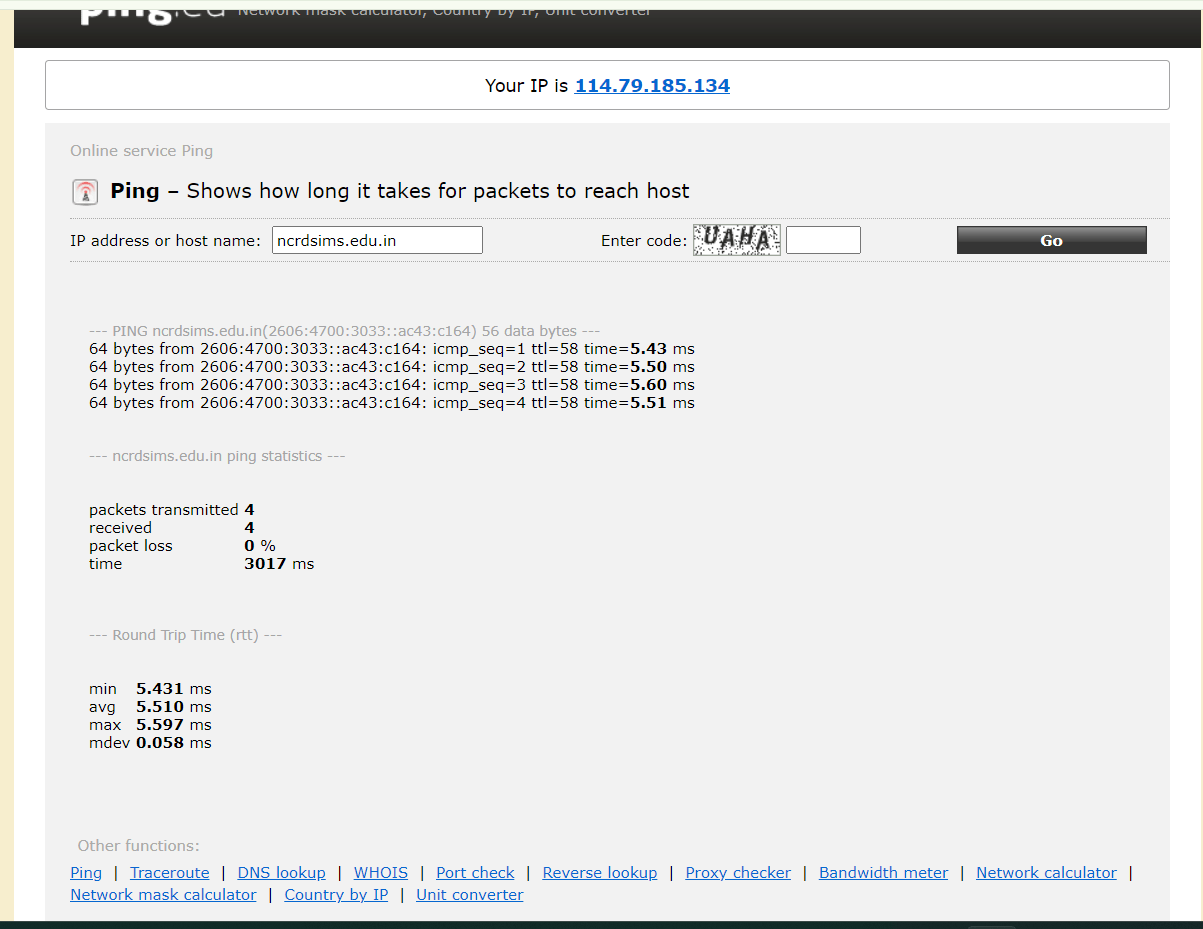 ping.eu Network mask calculator, Country by IP, Unit converter
Your IP is 114.79.185.134
Online service Ping
Ping – Shows how long it takes for packets to reach host
IP address or host name: ncrdsims.edu.in Enter code: UAHA Go
--- PING ncrdsims.edu.in(2606:4700:3033::ac43:c164) 56 data bytes ---
64 bytes from 2606:4700:3033::ac43:c164: icmp_seq=1 ttl=58 time=5.43 ms
64 bytes from 2606:4700:3033::ac43:c164: icmp_seq=2 ttl=58 time=5.50 ms
64 bytes from 2606:4700:3033::ac43:c164: icmp_seq=3 ttl=58 time=5.60 ms
64 bytes from 2606:4700:3033::ac43:c164: icmp_seq=4 ttl=58 time=5.51 ms
--- ncrdsims.edu.in ping statistics ---
packets transmitted 4
received 4
packet loss 0 %
time 3017 ms
--- Round Trip Time (rtt) ---
min 5.431 ms
avg 5.510 ms
max 5.597 ms
mdev 0.058 ms
Other functions:
Ping | Traceroute | DNS lookup | WHOIS | Port check | Reverse lookup | Proxy checker | Bandwidth meter | Network calculator |
Network mask calculator | Country by IP | Unit converter